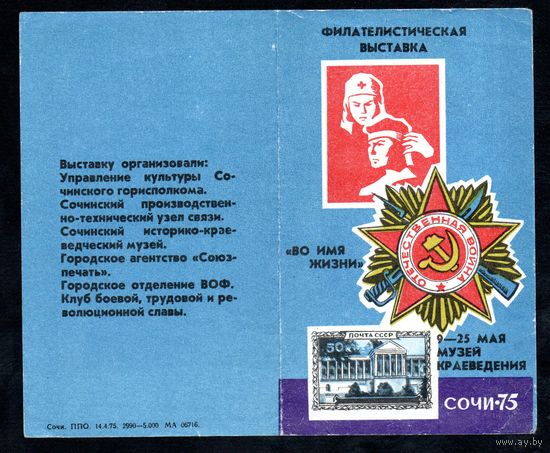 Выставку организовали:
Управление культуры Со-
чинского горисполкома.
Сочинский производствен-
но-технический узел связи.
Сочинский историко-крае-
ведческий музей.
Городское агентство «Союз-
печать».
Городское отделение ВОФ.
Клуб боевой, трудовой и ре-
волюционной славы.
Сочи. ППО. 14.4.75. 2990—5.000 МА 06716.
ФИЛАТЕЛИСТИЧЕСКАЯ
ВЫСТАВКА
ОТЕЧЕСТВЕННАЯ ВОЙНА
«ВО ИМЯ
ЖИЗНИ»
ПОЧТА СССР
50
9—25 МАЯ
МУЗЕЙ
КРАЕВЕДЕНИЯ
СОЧИ-75
www.ay.by